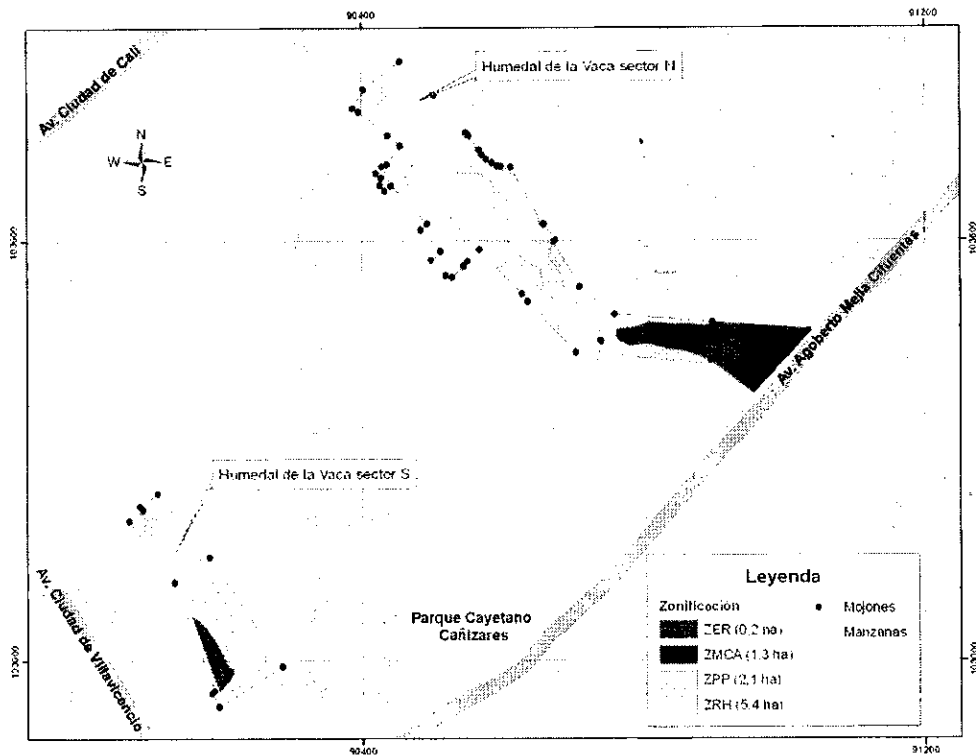 90400
91200
Humedal de la Vaca sector N
Av. Ciudad de Cali
N
W
E
S
103600
103600
Av. Agoberto Mejía Cifuentes
Humedal de la Vaca sector S
Av. Ciudad de Villavicencio
Parque Cayetano
Cañizares
Leyenda
Zonificación
Mojones
ZER (0,2 ha)
Manzanas
ZMCA (1,3 ha)
ZPP (2,1 ha)
ZRH (5,4 ha)
90400
91200